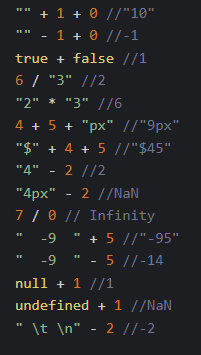 "" + 1 + 0 //"10"
"" - 1 + 0 //-1
true + false //1
6 / "3" //2
"2" * "3" //6
4 + 5 + "px" //"9px"
"$" + 4 + 5 //"$45"
"4" - 2 //2
"4px" - 2 //NaN
7 / 0 // Infinity
"  -9  " + 5 //"-95"
"  -9  " - 5 //-14
null + 1 //1
undefined + 1 //NaN
" \t \n" - 2 //-2